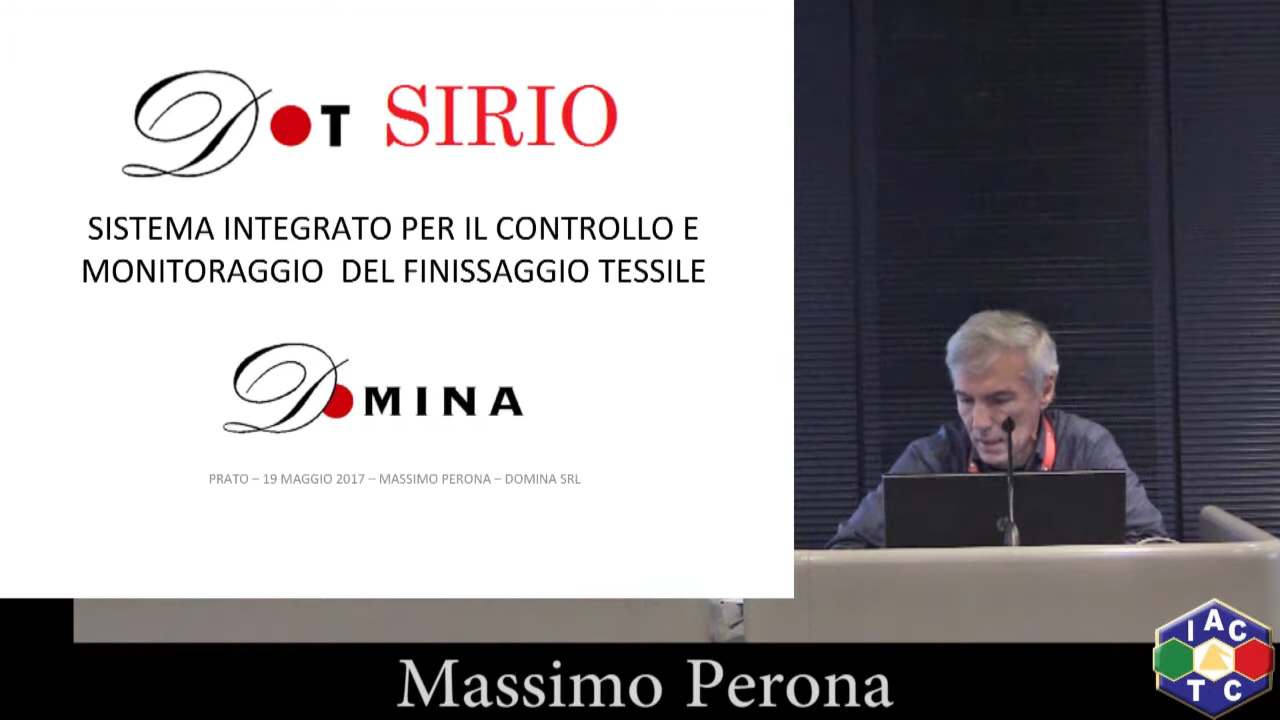 Dot SIRIO
SISTEMA INTEGRATO PER IL CONTROLLO E
MONITORAGGIO DEL FINISSAGGIO TESSILE
DOMINA
PRATO – 19 MAGGIO 2017 – MASSIMO PERONA – DOMINA SRL
IACTC
Massimo Perona